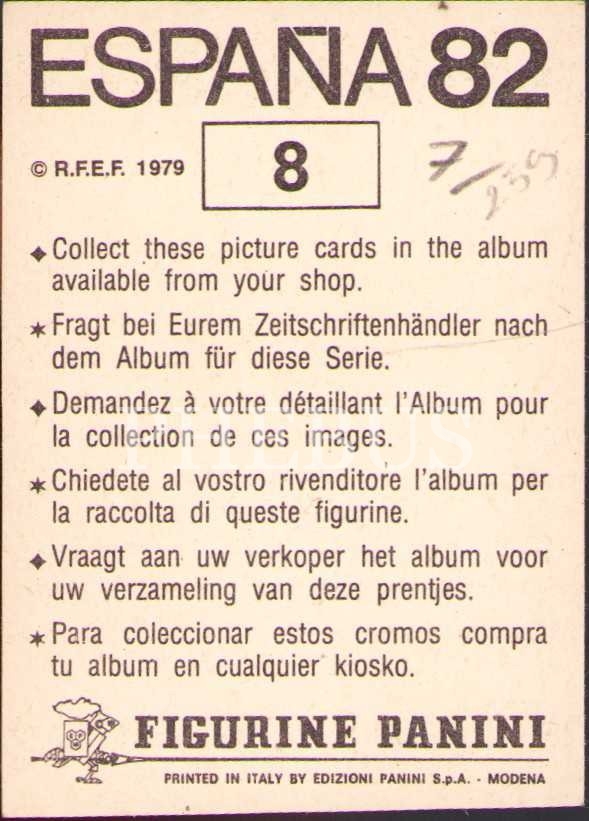 ESPAÑA 82
© R.F.E.F. 1979
8
7/239
◆ Collect these picture cards in the album
available from your shop.
✶ Fragt bei Eurem Zeitschriftenhändler nach
dem Album für diese Serie.
◆ Demandez à votre détaillant l'Album pour
la collection de ces images.
✶ Chiedete al vostro rivenditore l'album per
la raccolta di queste figurine.
◆ Vraagt aan uw verkoper het album voor
uw verzameling van deze prentjes.
✶ Para coleccionar estos cromos compra
tu album en cualquier kiosko.
THEBUS
FIGURINE PANINI
PRINTED IN ITALY BY EDIZIONI PANINI S.p.A. - MODENA